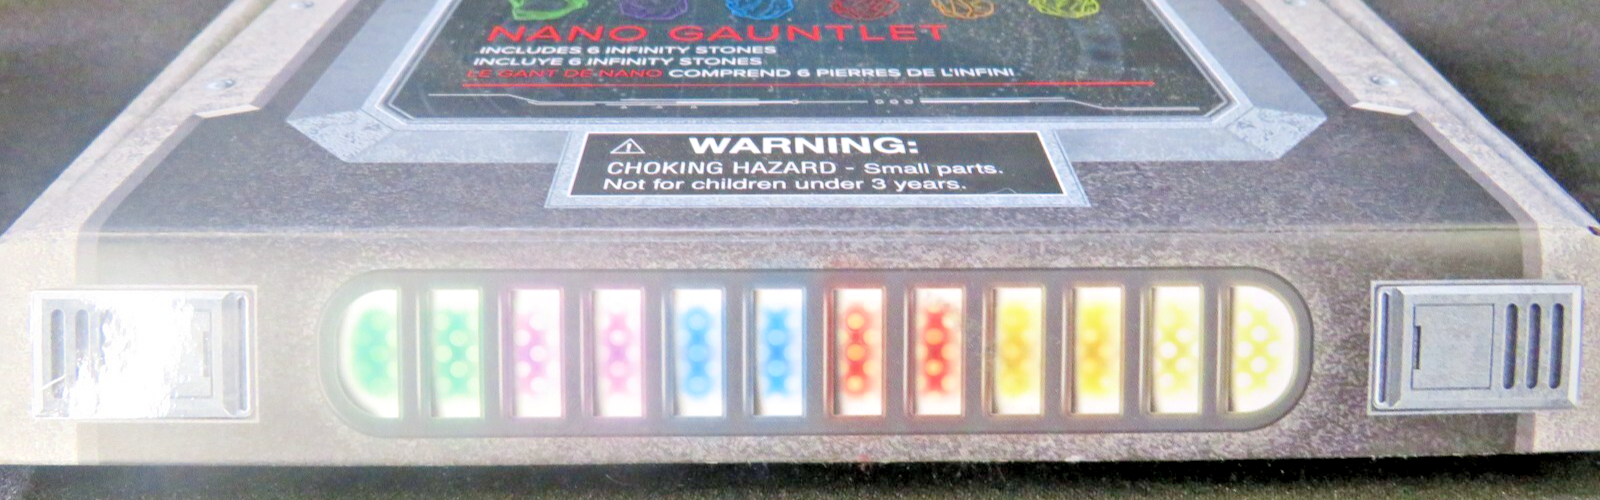 NANO GAUNTLET
INCLUDES 6 INFINITY STONES
INCLUYE 6 INFINITY STONES
LE GANT DE NANO COMPREND 6 PIERRES DE L'INFINI
WARNING:
CHOKING HAZARD - Small parts.
Not for children under 3 years.